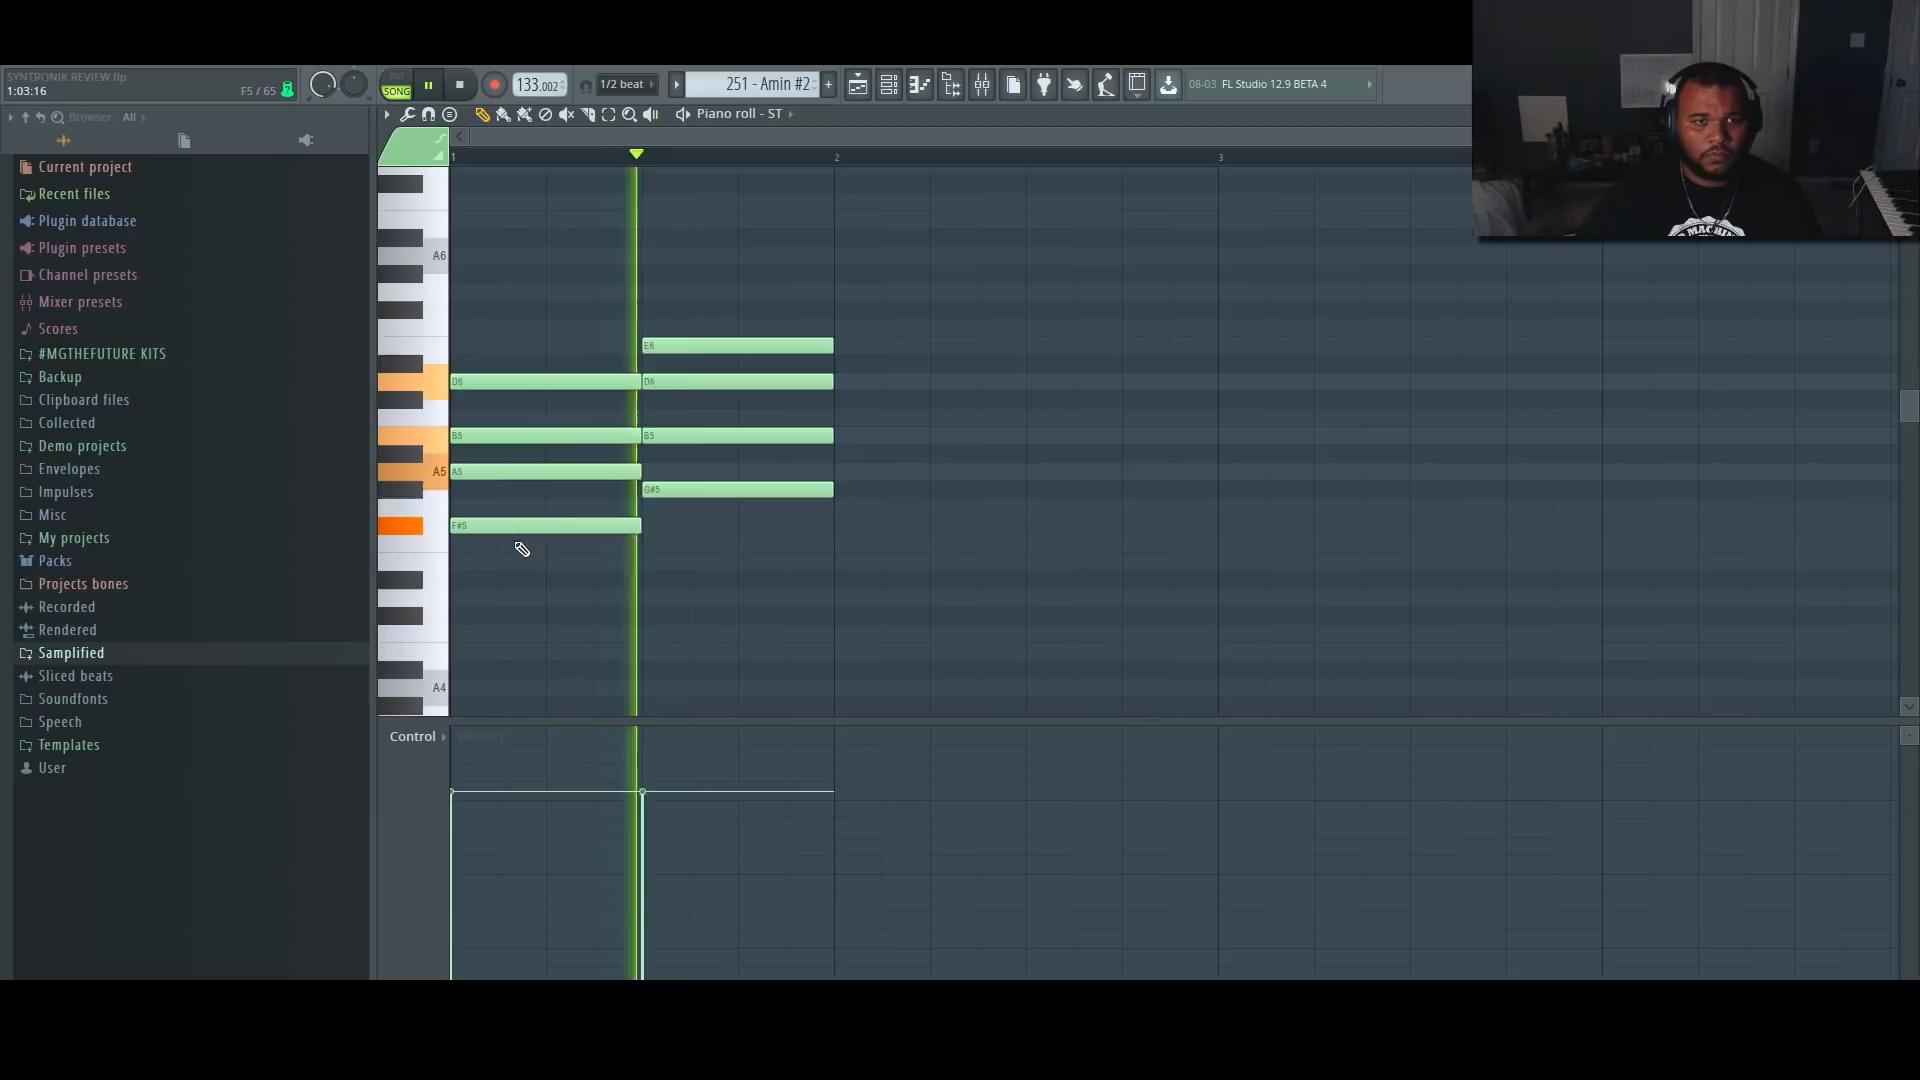 SYNTRONIK REVIEW.flp
1:03:16
F5 / 65
PAT
SONG
133.002
1/2 beat
251 - Amin #2
+
08-03 FL Studio 12.9 BETA 4
Browser - All
Piano roll - ST
Current project
Recent files
Plugin database
Plugin presets
Channel presets
Mixer presets
Scores
#MGTHEFUTURE KITS
Backup
Clipboard files
Collected
Demo projects
Envelopes
Impulses
Misc
My projects
Packs
Projects bones
Recorded
Rendered
Samplified
Sliced beats
Soundfonts
Speech
Templates
User
1 2 3
A6
E6
D6 D6
B5 B5
A5 A5
G#5
F#5
A4
Control
Velocity